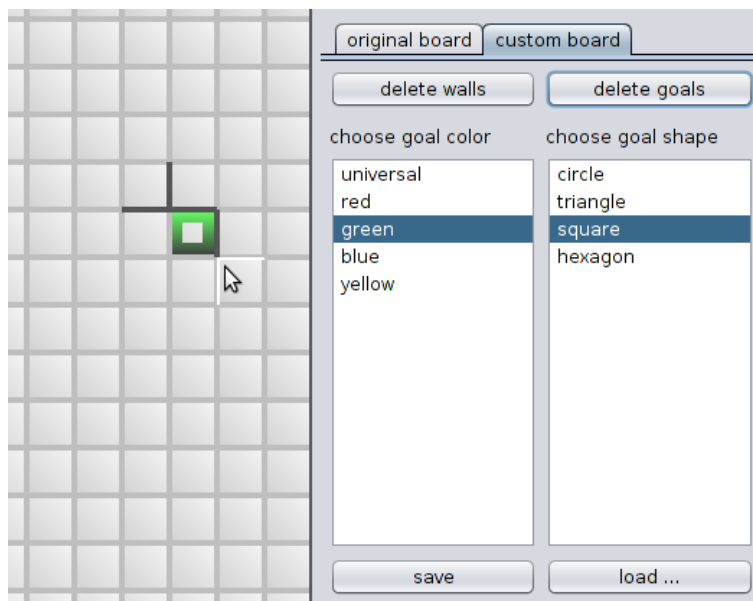 original board custom board
delete walls delete goals
choose goal color choose goal shape
universal circle
red triangle
green square
blue hexagon
yellow
save load ...